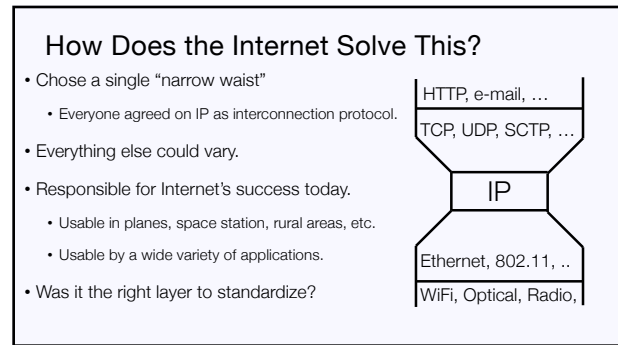 How Does the Internet Solve This?
• Chose a single “narrow waist”
• Everyone agreed on IP as interconnection protocol.
• Everything else could vary.
• Responsible for Internet’s success today.
• Usable in planes, space station, rural areas, etc.
• Usable by a wide variety of applications.
• Was it the right layer to standardize?
HTTP, e-mail, …
TCP, UDP, SCTP, …
IP
Ethernet, 802.11, ..
WiFi, Optical, Radio,